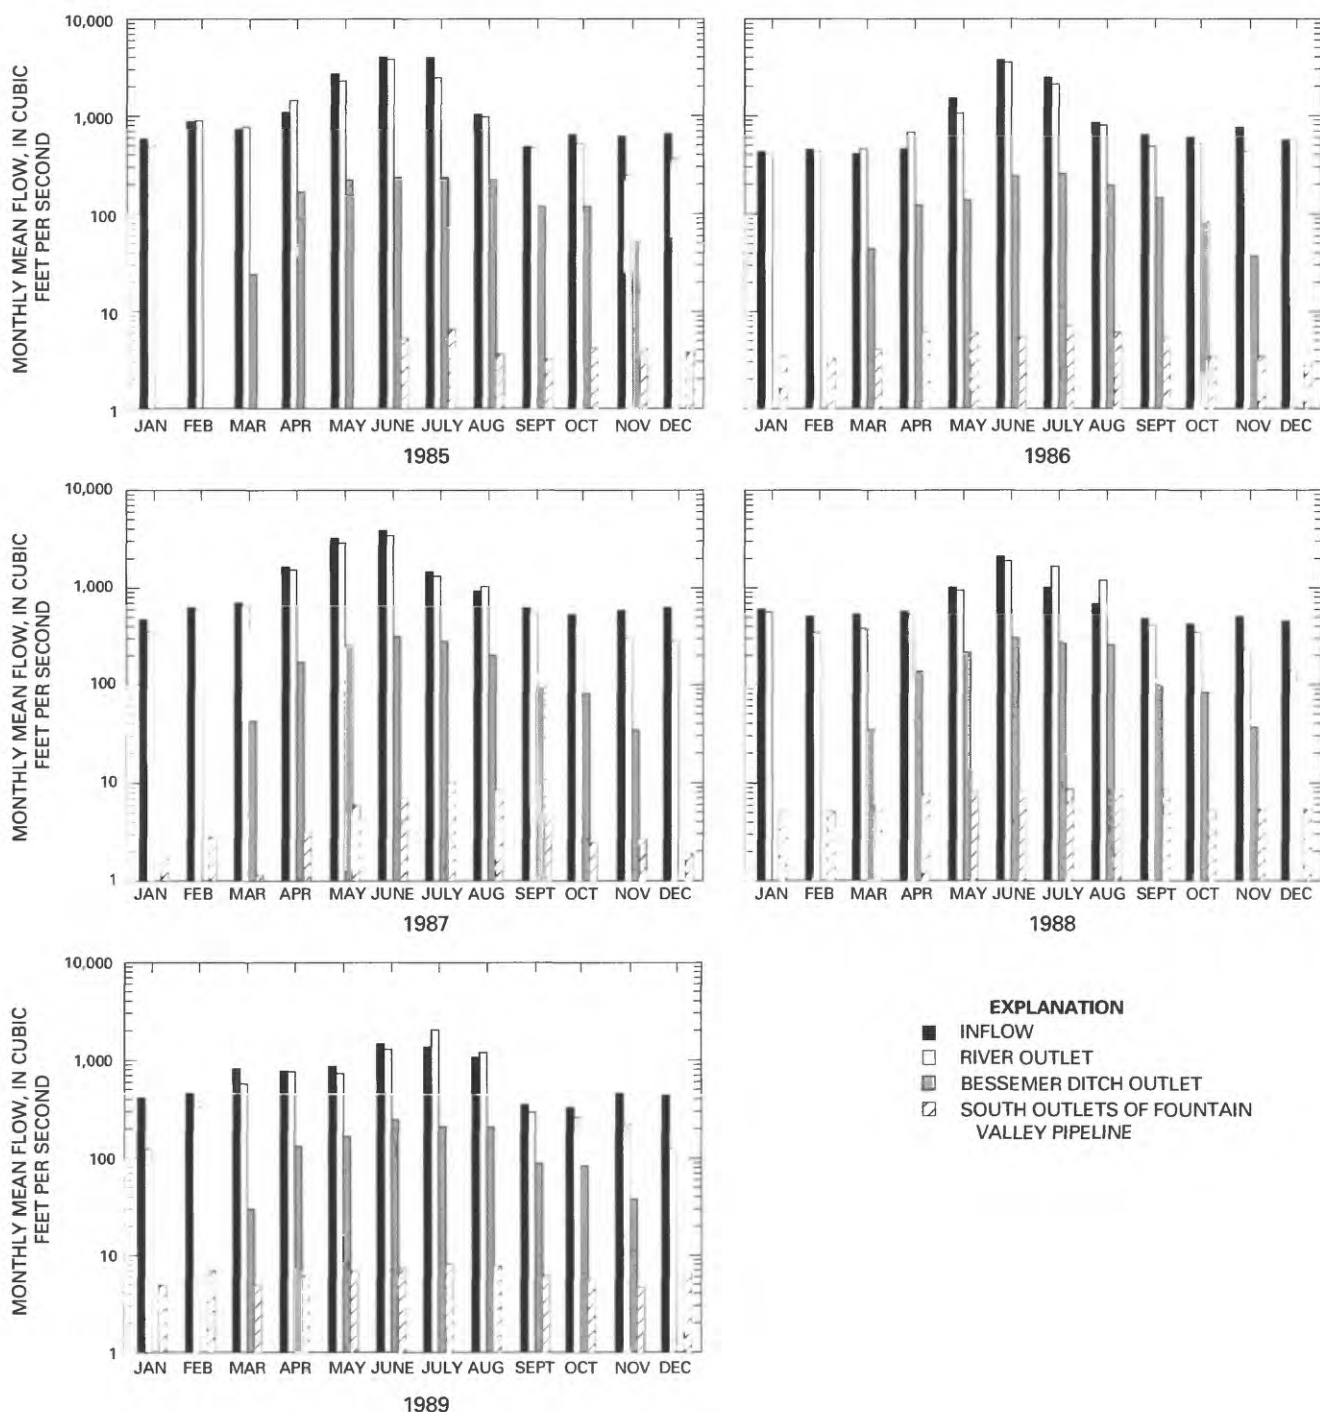 MONTHLY MEAN FLOW, IN CUBIC
FEET PER SECOND
10,000
1,000
100
10
1
JAN FEB MAR APR MAY JUNE JULY AUG SEPT OCT NOV DEC
1985
JAN FEB MAR APR MAY JUNE JULY AUG SEPT OCT NOV DEC
1986
MONTHLY MEAN FLOW, IN CUBIC
FEET PER SECOND
10,000
1,000
100
10
1
JAN FEB MAR APR MAY JUNE JULY AUG SEPT OCT NOV DEC
1987
JAN FEB MAR APR MAY JUNE JULY AUG SEPT OCT NOV DEC
1988
MONTHLY MEAN FLOW, IN CUBIC
FEET PER SECOND
10,000
1,000
100
10
1
JAN FEB MAR APR MAY JUNE JULY AUG SEPT OCT NOV DEC
1989
EXPLANATION
INFLOW
RIVER OUTLET
BESSEMER DITCH OUTLET
SOUTH OUTLETS OF FOUNTAIN
VALLEY PIPELINE